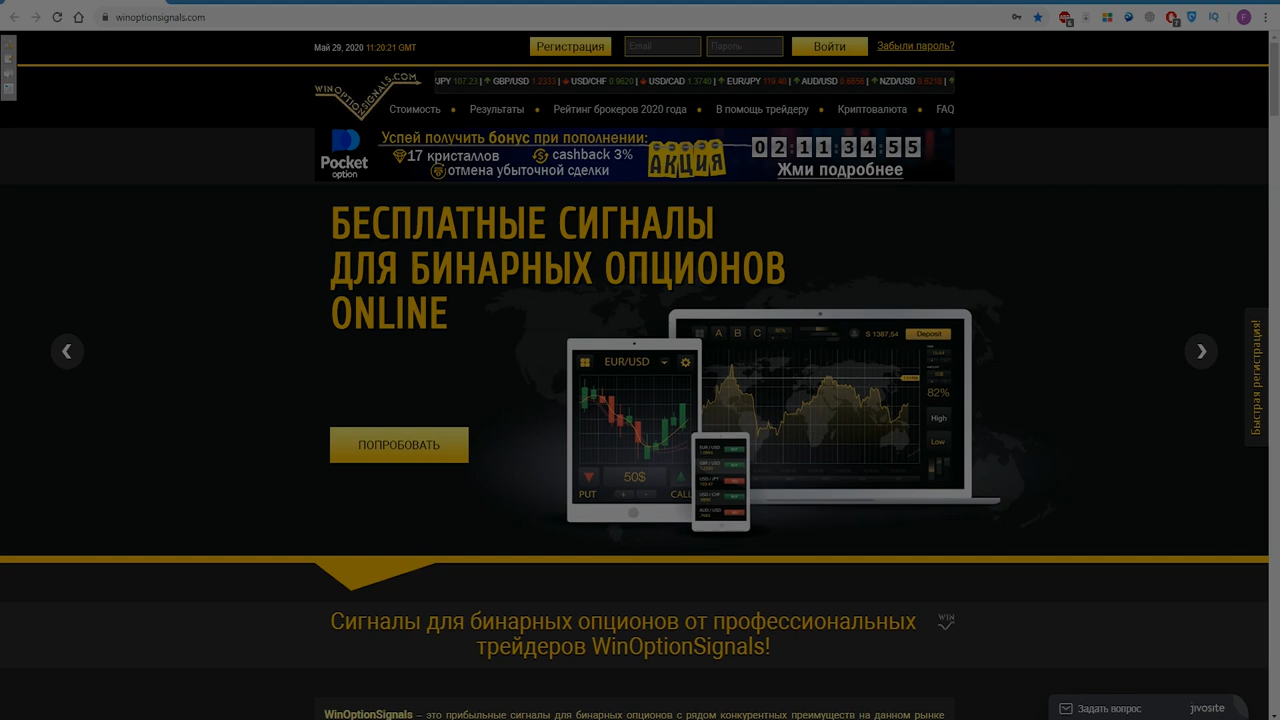 winoptionsignals.com
Май 29, 2020 11:20:21 GMT
Регистрация
Email
Пароль
Войти
Забыли пароль?
WINOPTIONSIGNALS.COM
JPY 107.23 | GBP/USD 1.2333 | USD/CHF 0.9620 | USD/CAD 1.3740 | EUR/JPY 119.40 | AUD/USD 0.6656 | NZD/USD 0.6218 |
Стоимость
Результаты
Рейтинг брокеров 2020 года
В помощь трейдеру
Криптовалюта
FAQ
Pocket
option
Успей получить бонус при пополнении:
17 кристаллов
cashback 3%
отмена убыточной сделки
АКЦИЯ
02:11:34:55
Жми подробнее
БЕСПЛАТНЫЕ СИГНАЛЫ
ДЛЯ БИНАРНЫХ ОПЦИОНОВ
ONLINE
ПОПРОБОВАТЬ
EUR/USD
50$
PUT
CALL
A B C
$ 1387,54
Deposit
82%
High
Low
Быстрая регистрация!
Сигналы для бинарных опционов от профессиональных
трейдеров WinOptionSignals!
WIN
WinOptionSignals – это прибыльные сигналы для бинарных опционов с рядом конкурентных преимуществ на данном рынке
Задать вопрос
jivosite